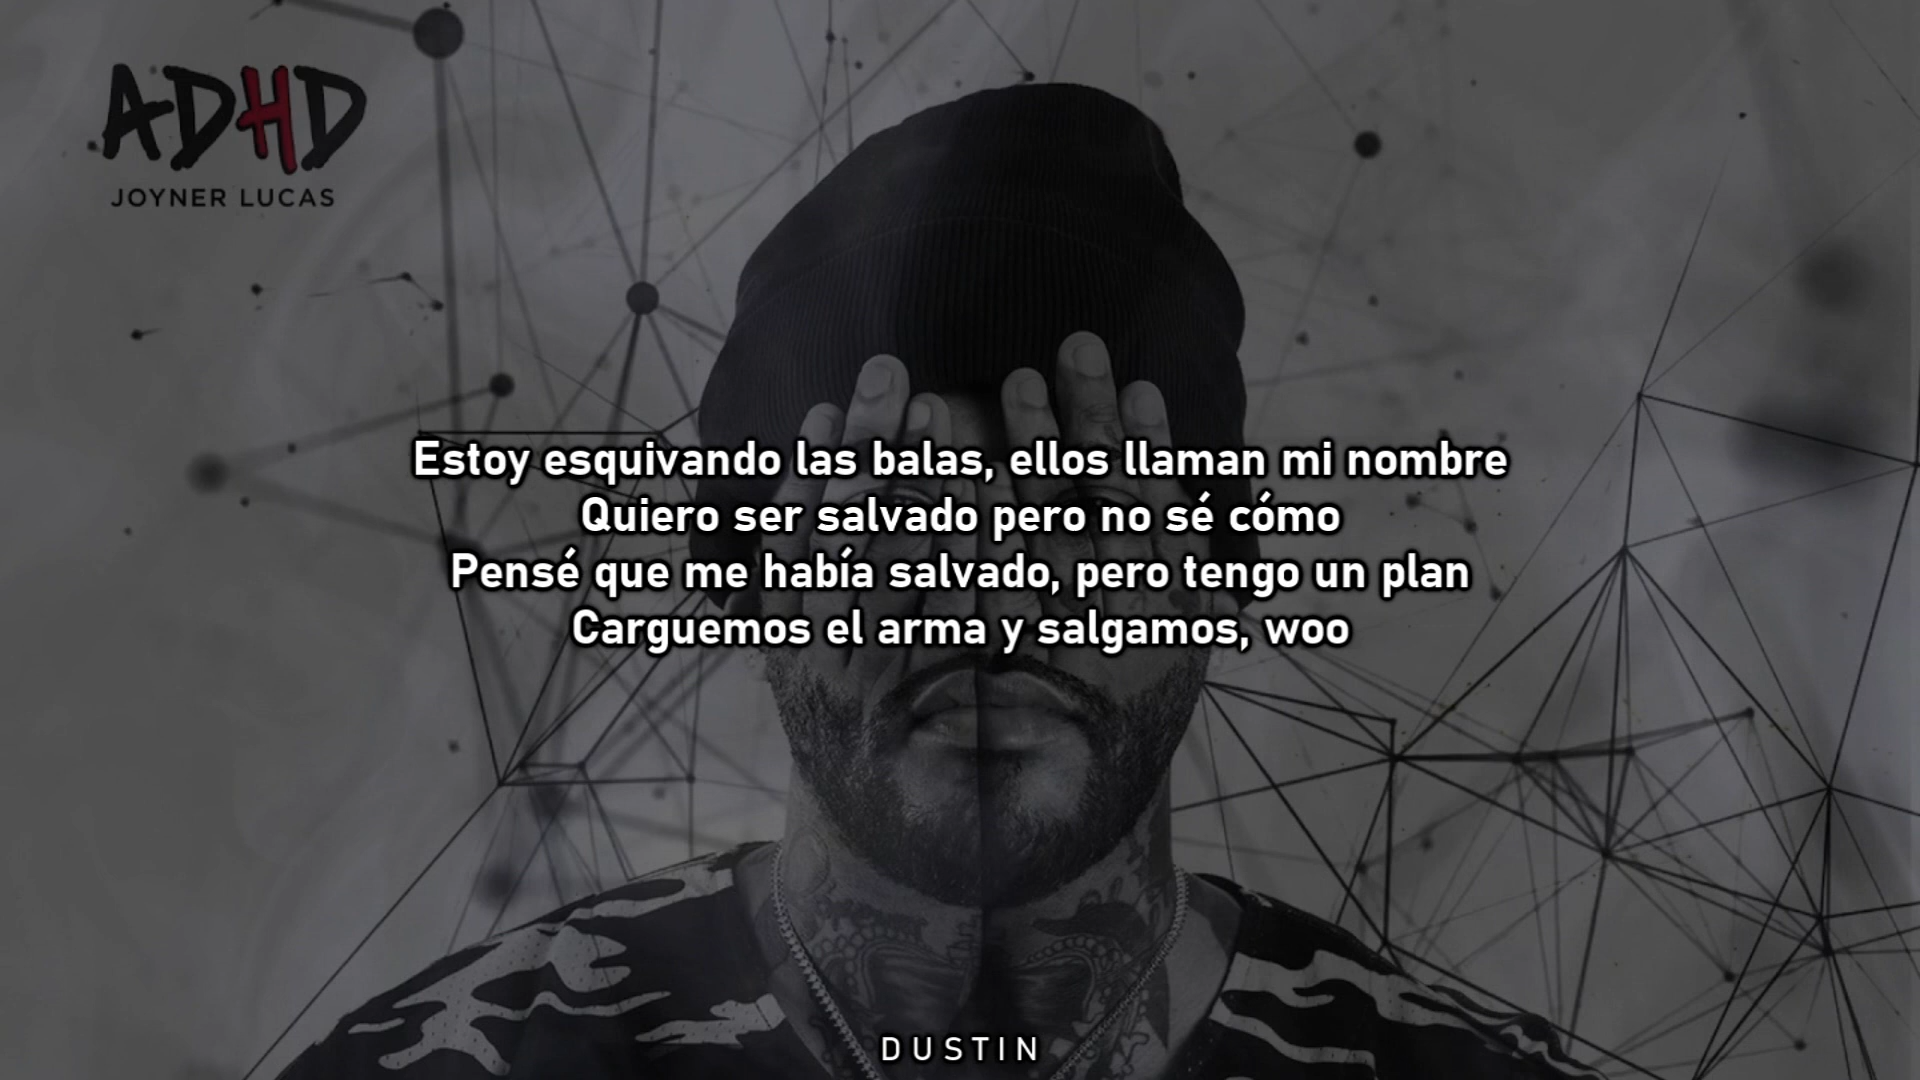 ADHD
JOYNER LUCAS
Estoy esquivando las balas, ellos llaman mi nombre
Quiero ser salvado pero no sé cómo
Pensé que me había salvado, pero tengo un plan
Carguemos el arma y salgamos, woo
DUSTIN